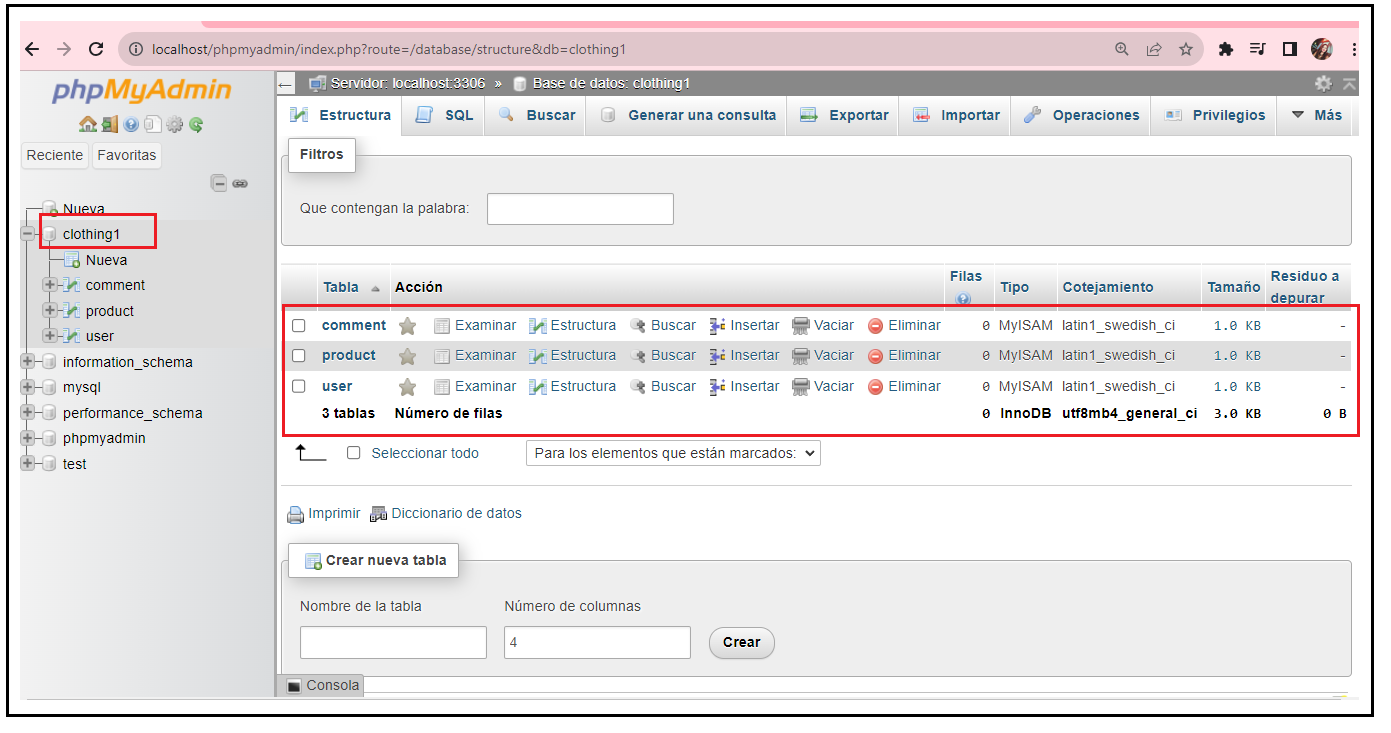 localhost/phpmyadmin/index.php?route=/database/structure&db=clothing1
phpMyAdmin
Reciente Favoritas
Nueva
clothing1
Nueva
comment
product
user
information_schema
mysql
performance_schema
phpmyadmin
test
Servidor: localhost:3306 » Base de datos: clothing1
Estructura SQL Buscar Generar una consulta Exportar Importar Operaciones Privilegios Más
Filtros
Que contengan la palabra:
Tabla Acción Filas Tipo Cotejamiento Tamaño Residuo a depurar
comment Examinar Estructura Buscar Insertar Vaciar Eliminar 0 MyISAM latin1_swedish_ci 1.0 KB -
product Examinar Estructura Buscar Insertar Vaciar Eliminar 0 MyISAM latin1_swedish_ci 1.0 KB -
user Examinar Estructura Buscar Insertar Vaciar Eliminar 0 MyISAM latin1_swedish_ci 1.0 KB -
3 tablas Número de filas 0 InnoDB utf8mb4_general_ci 3.0 KB 0 B
Seleccionar todo Para los elementos que están marcados:
Imprimir Diccionario de datos
Crear nueva tabla
Nombre de la tabla Número de columnas
4 Crear
Consola